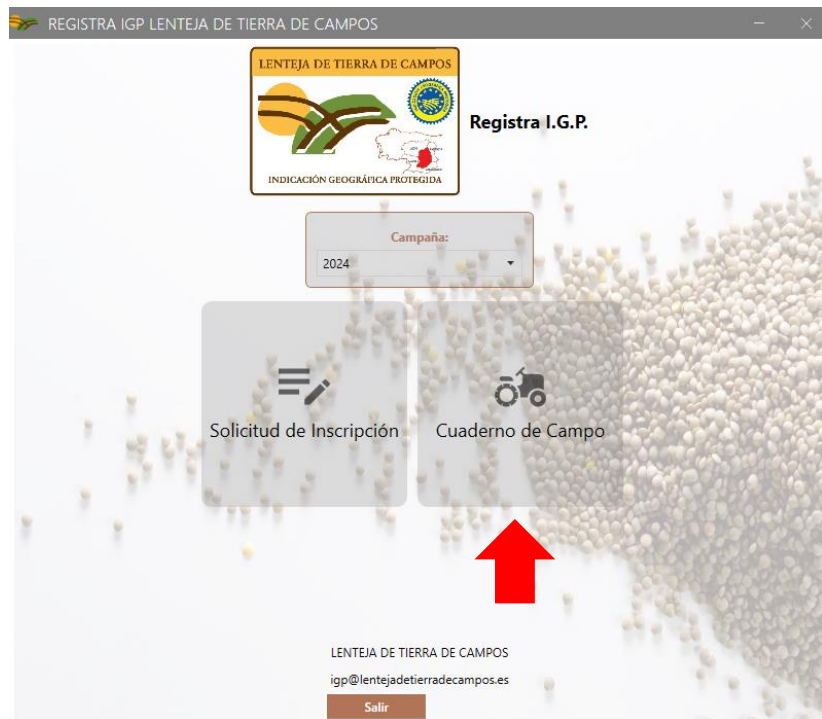 REGISTRA IGP LENTEJA DE TIERRA DE CAMPOS
LENTEJA DE TIERRA DE CAMPOS
INDICACIÓN GEOGRÁFICA PROTEGIDA
Registra I.G.P.
Campaña:
2024
Solicitud de Inscripción
Cuaderno de Campo
LENTEJA DE TIERRA DE CAMPOS
igp@lentejadetierradecampos.es
Salir